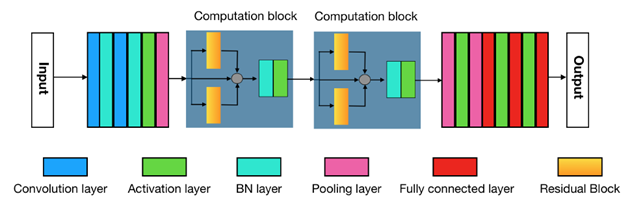 Computation block
Computation block
Input
Output
Convolution layer
Activation layer
BN layer
Pooling layer
Fully connected layer
Residual Block